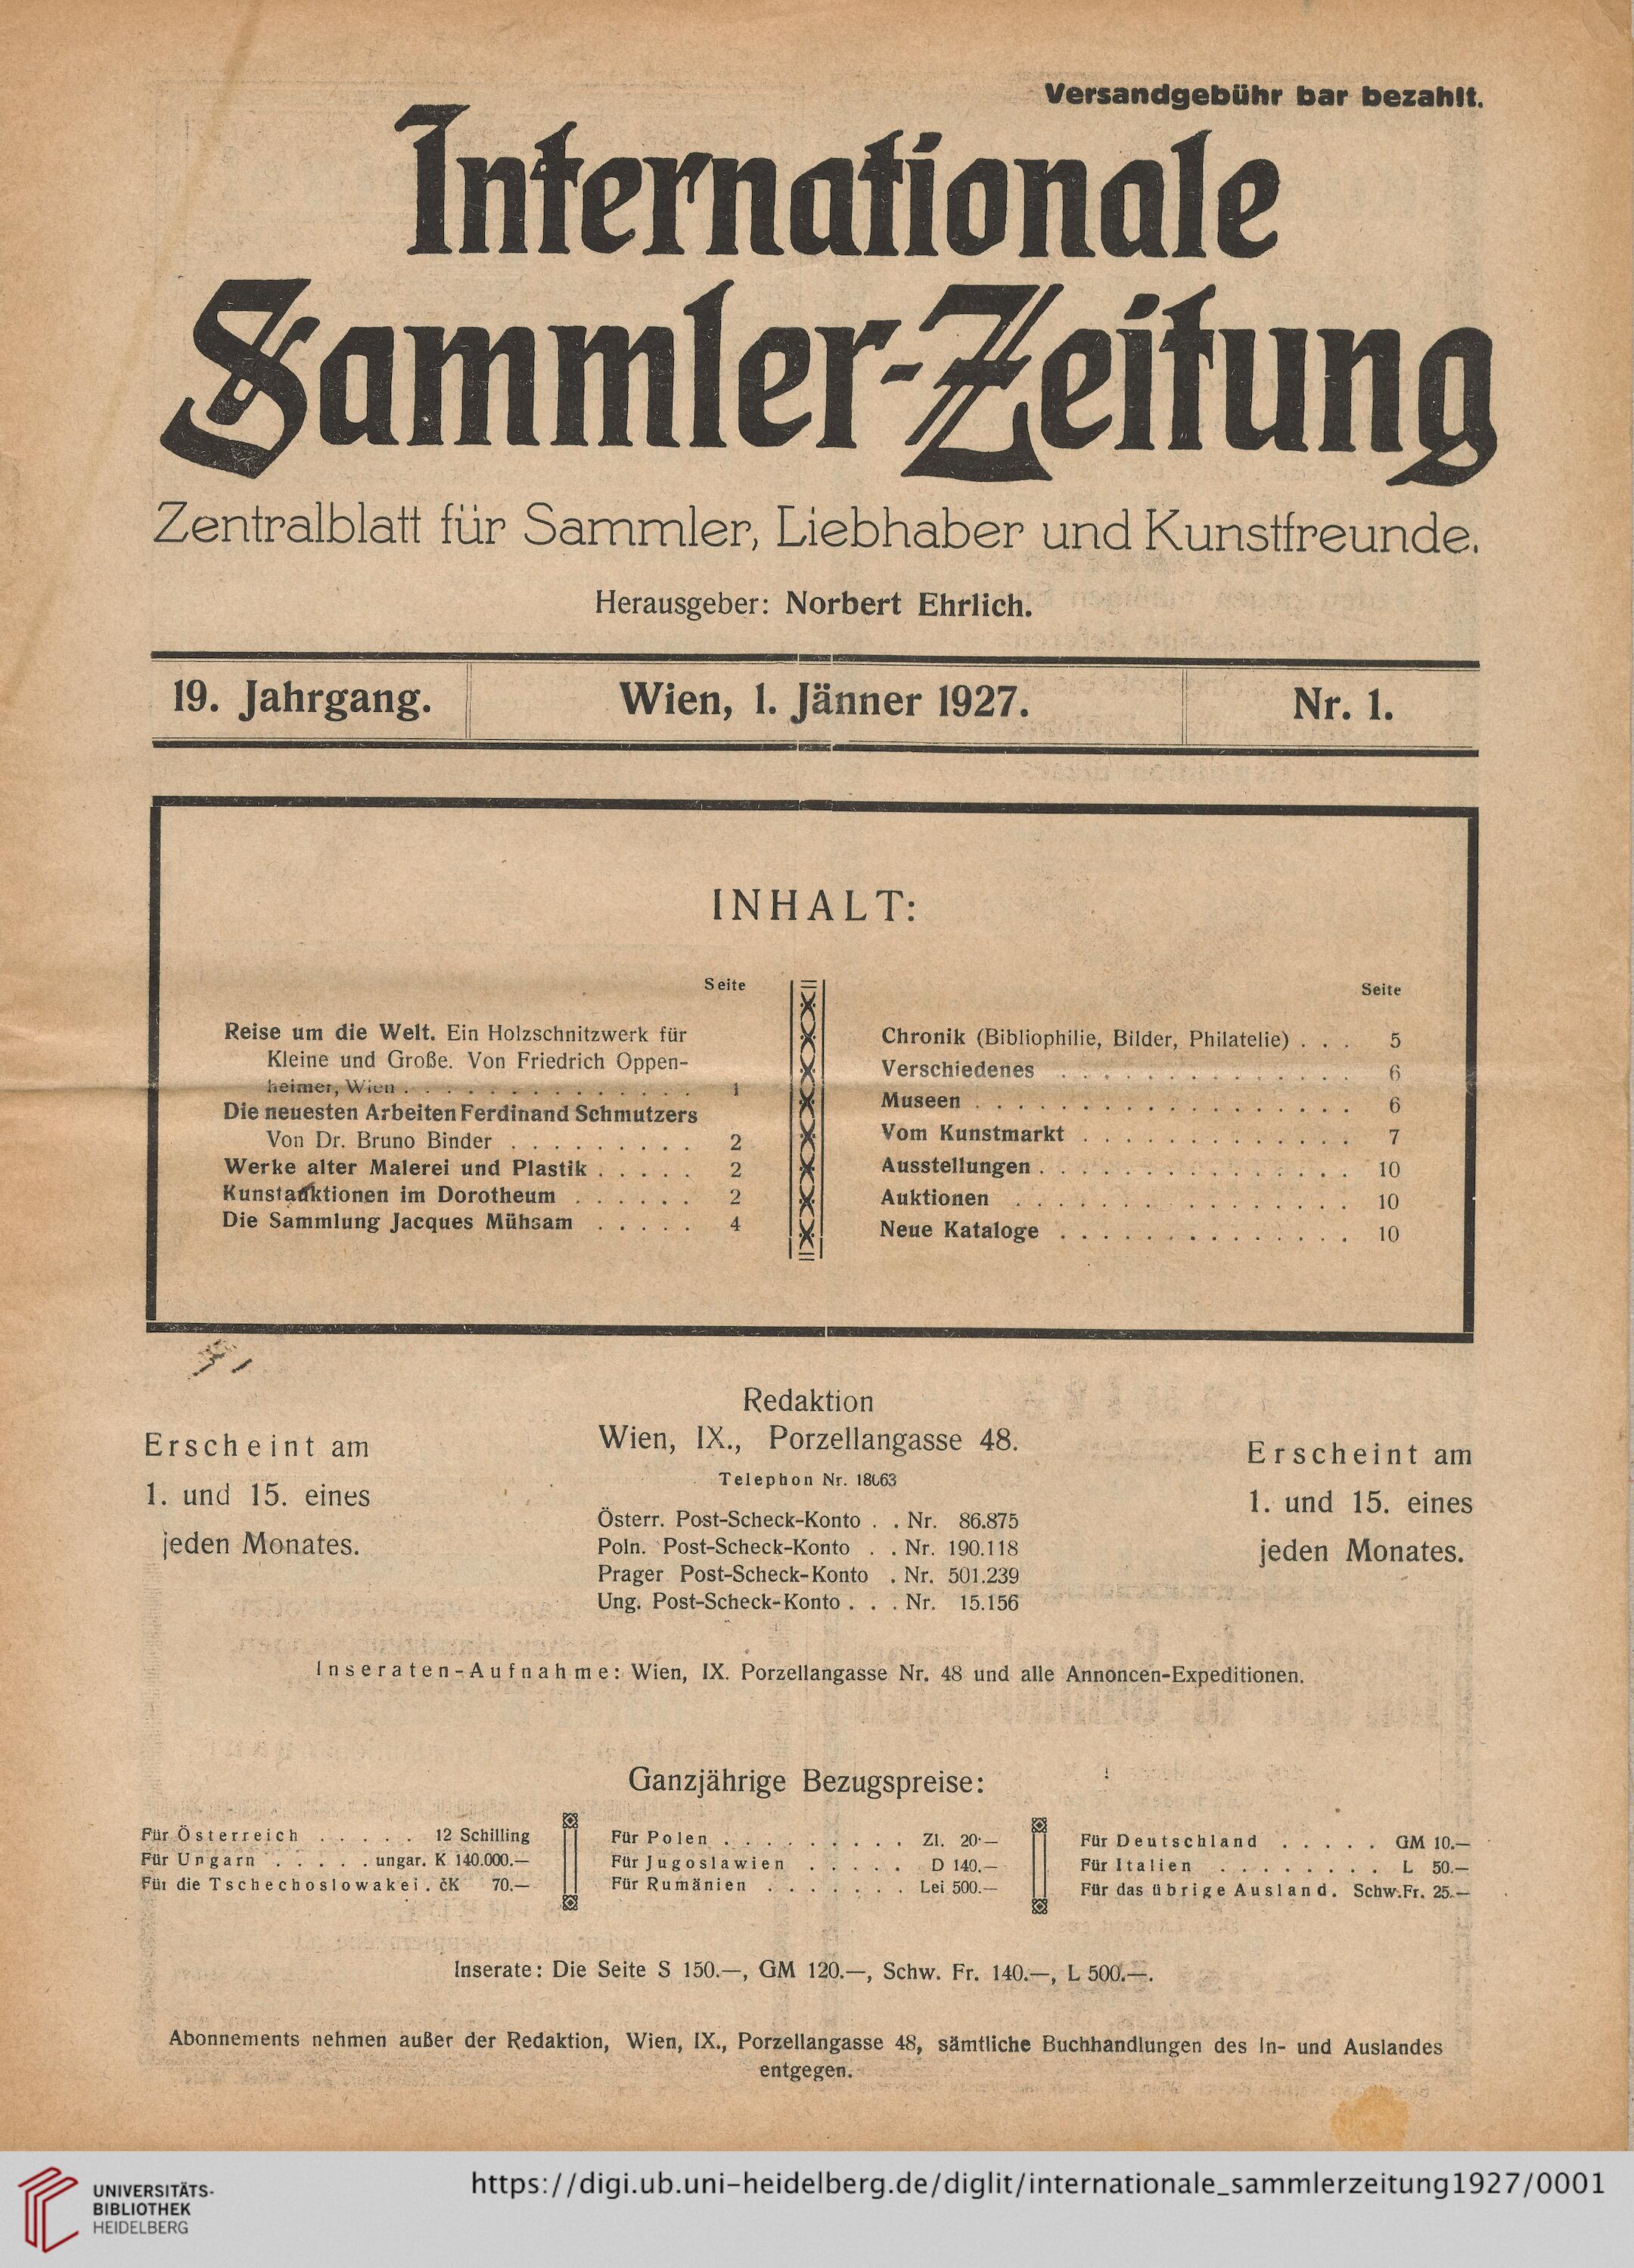 Versandgebühr bar bezahlt.
Internationale
Sammler-Zeitung
Zentralblatt für Sammler, Liebhaber und Kunstfreunde.
Herausgeber: Norbert Ehrlich.
19. Jahrgang.
Wien, 1. Jänner 1927.
Nr. 1.
INHALT:
Seite
Reise um die Welt. Ein Holzschnitzwerk für
Kleine und Große. Von Friedrich Oppen-
heimer, Wien . . . . . . . . . . . . . 1
Die neuesten Arbeiten Ferdinand Schmutzers
Von Dr. Bruno Binder . . . . . . . . . 2
Werke alter Malerei und Plastik . . . . . 2
Kunstauktionen im Dorotheum . . . . . . 2
Die Sammlung Jacques Mühsam . . . . . 4
Seite
Chronik (Bibliophilie, Bilder, Philatelie) . . . 5
Verschiedenes . . . . . . . . . . . . . . 6
Museen . . . . . . . . . . . . . . . . . 6
Vom Kunstmarkt . . . . . . . . . . . . . 7
Ausstellungen . . . . . . . . . . . . . . . 10
Auktionen . . . . . . . . . . . . . . . . 10
Neue Kataloge . . . . . . . . . . . . . . 10
Erscheint am
1. und 15. eines
jeden Monates.
Redaktion
Wien, IX., Porzellangasse 48.
Telephon Nr. 18063
Österr. Post-Scheck-Konto . . Nr. 86.875
Poln. Post-Scheck-Konto . . Nr. 190.118
Prager Post-Scheck-Konto . Nr. 501.239
Ung. Post-Scheck-Konto . . . Nr. 15.156
Erscheint am
1. und 15. eines
jeden Monates.
Inseraten-Aufnahme: Wien, IX. Porzellangasse Nr. 48 und alle Annoncen-Expeditionen.
Ganzjährige Bezugspreise:
Für Österreich . . . . . 12 Schilling
Für Ungarn . . . . . ungar. K 140.000.—
Für die Tschechoslowakei . čK 70.—
Für Polen . . . . . . . . . Zl. 20·—
Für Jugoslawien . . . . . D 140.—
Für Rumänien . . . . . . . Lei 500.—
Für Deutschland . . . . . GM 10.—
Für Italien . . . . . . . . L 50.—
Für das übrige Ausland. Schw.Fr. 25.—
Inserate: Die Seite S 150.—, GM 120.—, Schw. Fr. 140.—, L 500.—.
Abonnements nehmen außer der Redaktion, Wien, IX., Porzellangasse 48, sämtliche Buchhandlungen des In- und Auslandes
entgegen.
UNIVERSITÄTS-
BIBLIOTHEK
HEIDELBERG
https://digi.ub.uni-heidelberg.de/diglit/internationale_sammlerzeitung1927/0001